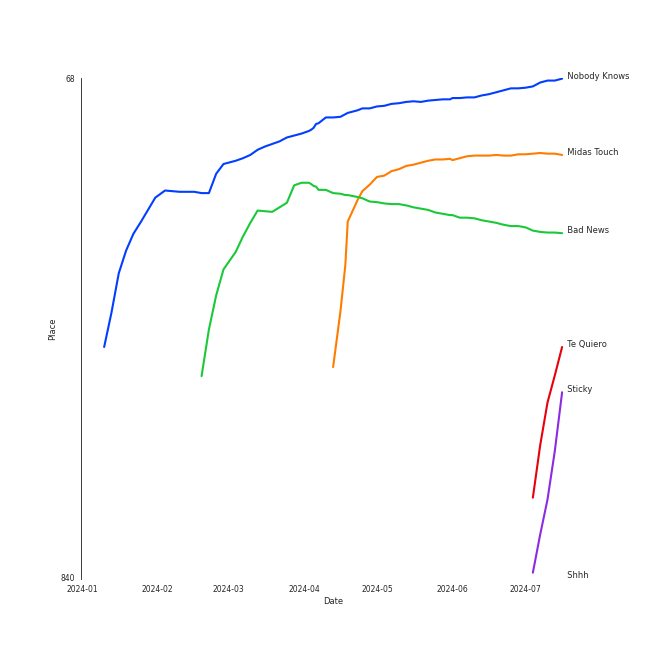 68
Nobody Knows
Midas Touch
Bad News
Place
Te Quiero
Sticky
Shhh
840
2024-01 2024-02 2024-03 2024-04 2024-05 2024-06 2024-07
Date